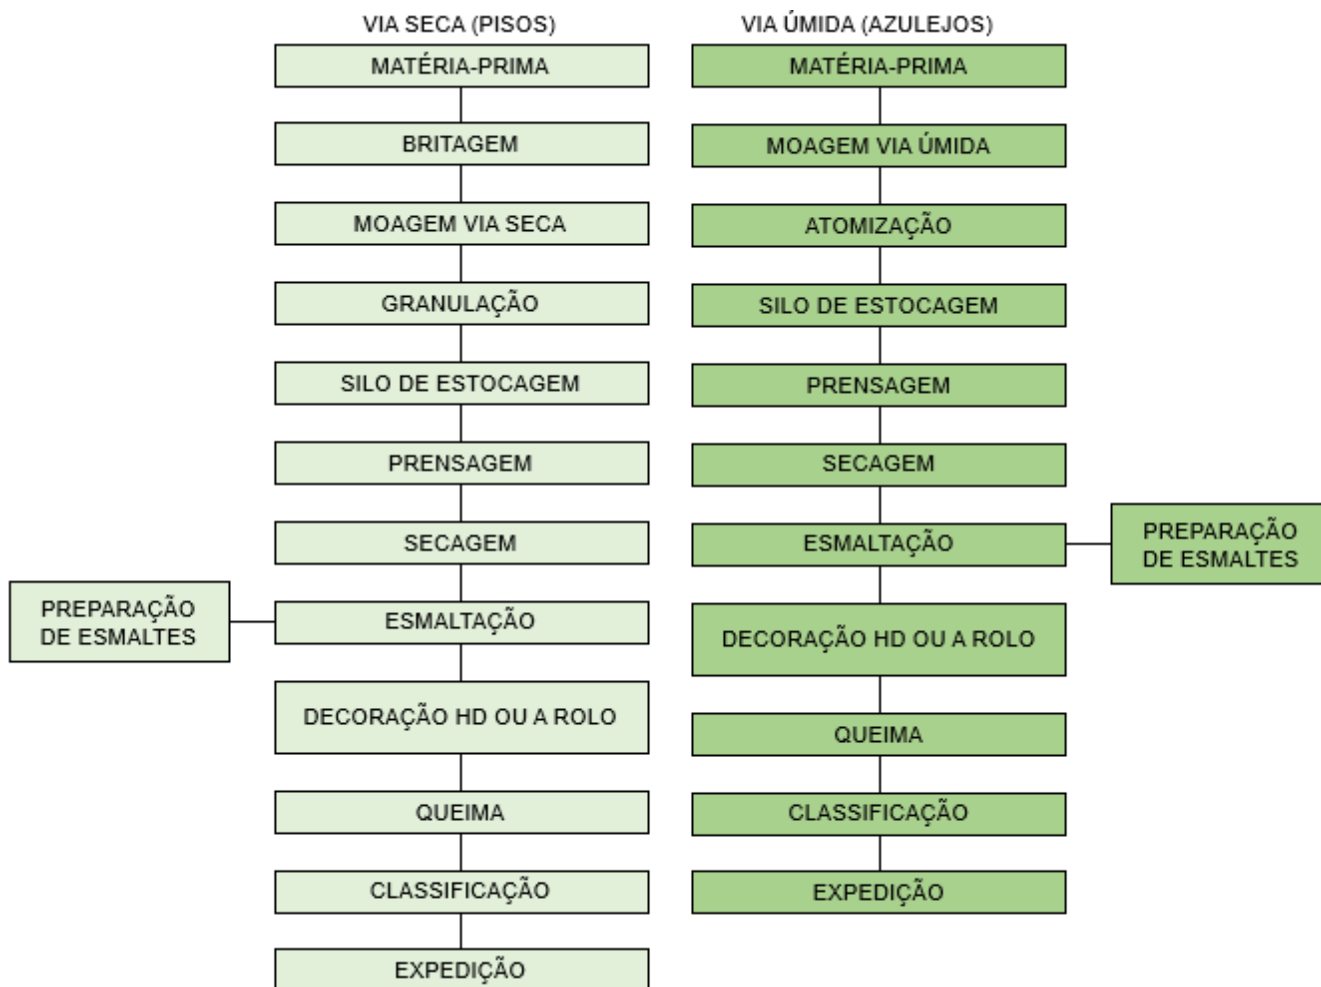 VIA SECA (PISOS)
MATÉRIA-PRIMA
BRITAGEM
MOAGEM VIA SECA
GRANULAÇÃO
SILO DE ESTOCAGEM
PRENSAGEM
SECAGEM
PREPARAÇÃO
DE ESMALTES
ESMALTAÇÃO
DECORAÇÃO HD OU A ROLO
QUEIMA
CLASSIFICAÇÃO
EXPEDIÇÃO
VIA ÚMIDA (AZULEJOS)
MATÉRIA-PRIMA
MOAGEM VIA ÚMIDA
ATOMIZAÇÃO
SILO DE ESTOCAGEM
PRENSAGEM
SECAGEM
ESMALTAÇÃO
PREPARAÇÃO
DE ESMALTES
DECORAÇÃO HD OU A ROLO
QUEIMA
CLASSIFICAÇÃO
EXPEDIÇÃO